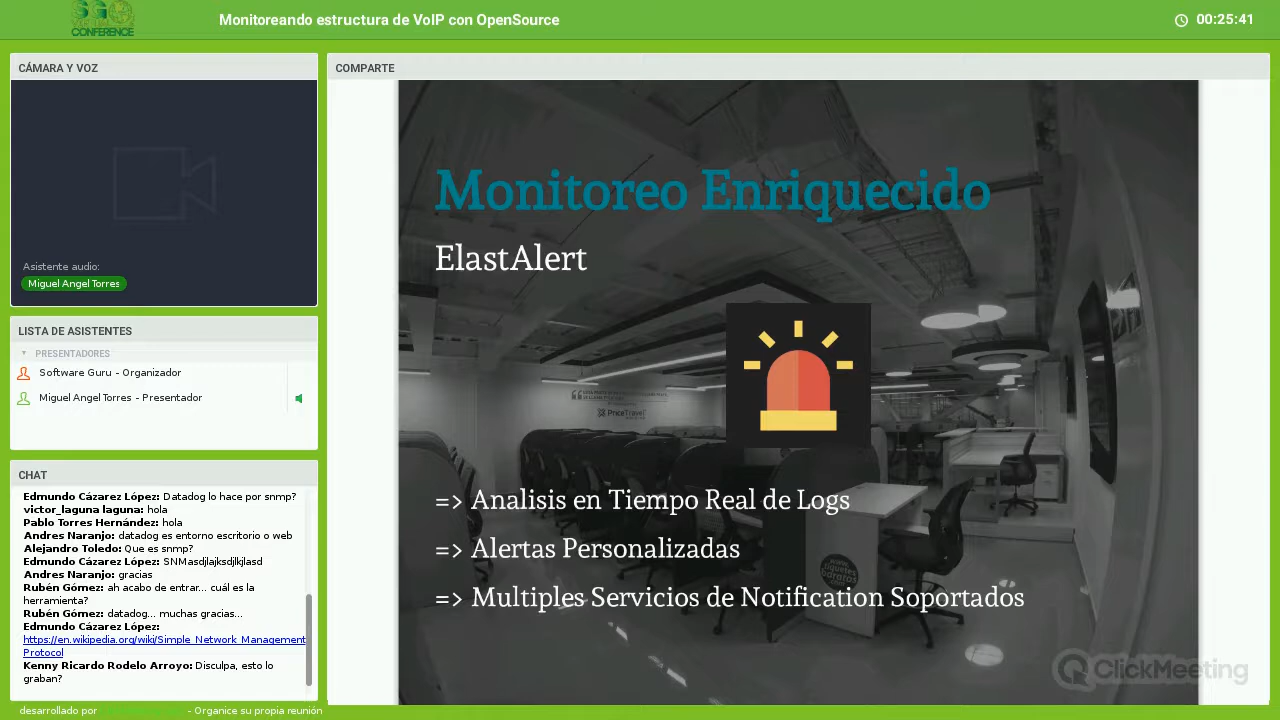 SG
VIRTUAL
CONFERENCE
Monitoreando estructura de VoIP con OpenSource
00:25:41
CÁMARA Y VOZ
Asistente audio:
Miguel Angel Torres
LISTA DE ASISTENTES
PRESENTADORES
Software Guru - Organizador
Miguel Angel Torres - Presentador
CHAT
Edmundo Cázarez López: Datadog lo hace por snmp?
victor_laguna laguna: hola
Pablo Torres Hernández: hola
Andres Naranjo: datadog es entorno escritorio o web
Alejandro Toledo: Que es snmp?
Edmundo Cázarez López: SNMasdjlajksdjlkjlasd
Andres Naranjo: gracias
Rubén Gómez: ah acabo de entrar... cuál es la
herramienta?
Rubén Gómez: datadog... muchas gracias...
Edmundo Cázarez López:
https://en.wikipedia.org/wiki/Simple_Network_Management
Protocol
Kenny Ricardo Rodelo Arroyo: Disculpa, esto lo
graban?
desarrollado por
- Organice su propia reunión
COMPARTE
Monitoreo Enriquecido
ElastAlert
PriceTravel
=> Analisis en Tiempo Real de Logs
=> Alertas Personalizadas
=> Multiples Servicios de Notification Soportados
tiquetes
baratos
ClickMeeting